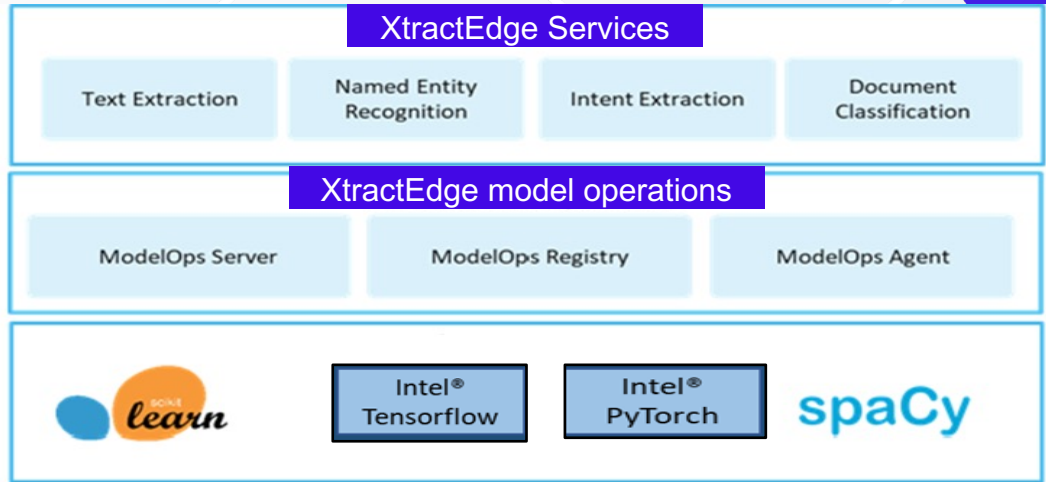 XtractEdge Services
Text Extraction
Named Entity
Recognition
Intent Extraction
Document
Classification
XtractEdge model operations
ModelOps Server
ModelOps Registry
ModelOps Agent
scikit
learn
Intel®
Tensorflow
Intel®
PyTorch
spaCy